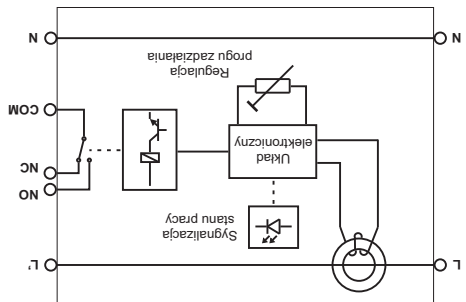 L
L'
Sygnalizacja
stanu pracy
NO
NC
Układ
elektroniczny
COM
Regulacja
progu zadziałania
N
N